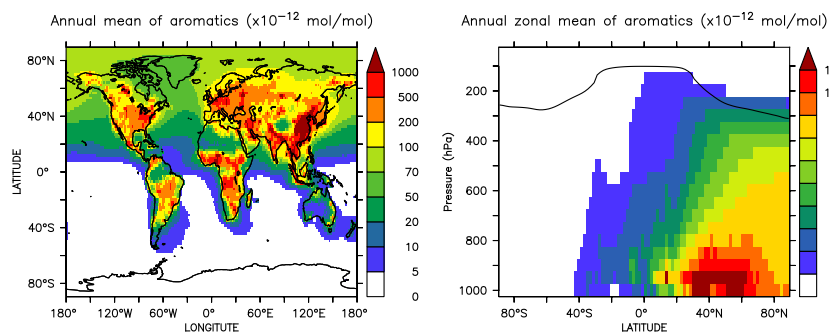 Annual mean of aromatics (x10⁻¹² mol/mol)
80°N
40°N
0°
40°S
80°S
LATITUDE
180°
120°W
60°W
0°
60°E
120°E
180°
LONGITUTE
1000
500
200
100
70
50
20
10
5
0
Annual zonal mean of aromatics (x10⁻¹² mol/mol)
200
400
600
800
1000
Pressure (hPa)
80°S
40°S
0°
40°N
80°N
LATITUDE
1
1